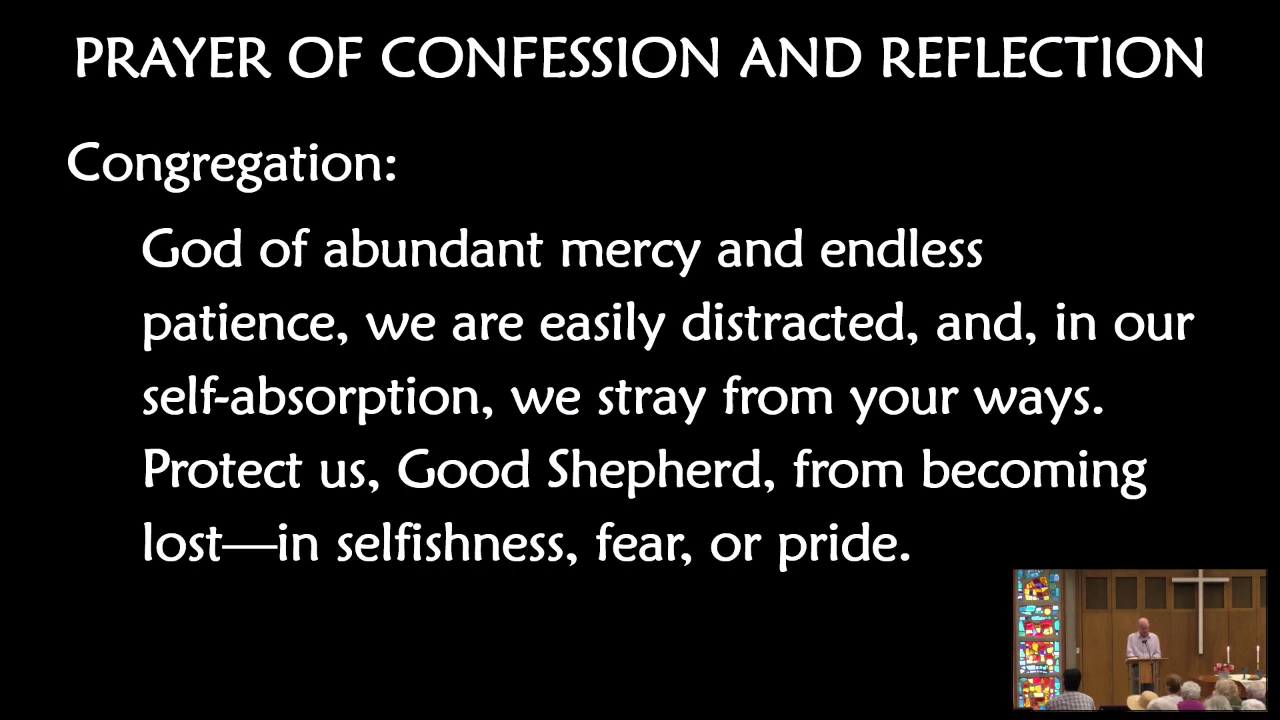 PRAYER OF CONFESSION AND REFLECTION
Congregation:
God of abundant mercy and endless
patience, we are easily distracted, and, in our
self-absorption, we stray from your ways.
Protect us, Good Shepherd, from becoming
lost—in selfishness, fear, or pride.